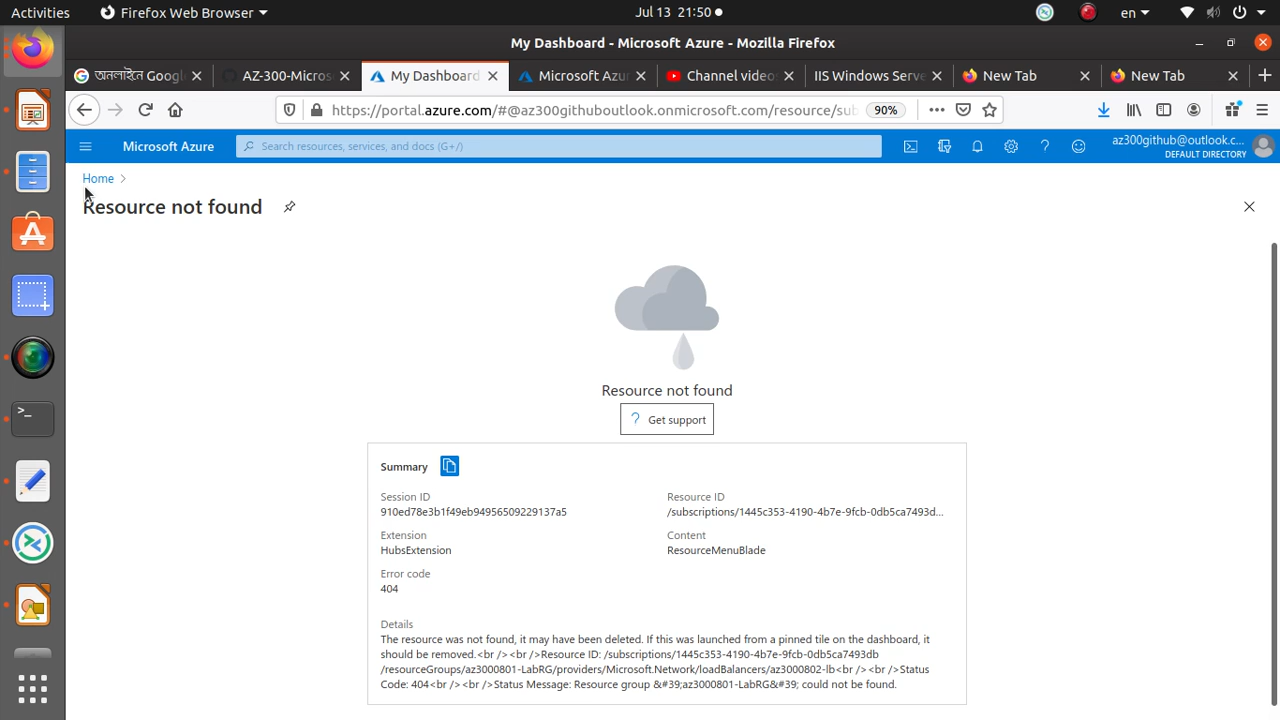 Activities
Firefox Web Browser
Jul 13 21:50
en
My Dashboard - Microsoft Azure - Mozilla Firefox
অনলাইনে Googl
AZ-300-Micros
My Dashboard
Microsoft Azu
Channel video
IIS Windows Serve
New Tab
New Tab
https://portal.azure.com/#@az300githuboutlook.onmicrosoft.com/resource/sub
90%
Microsoft Azure
Search resources, services, and docs (G+/)
az300github@outlook.c...
DEFAULT DIRECTORY
Home >
Resource not found
Resource not found
? Get support
Summary
Session ID
910ed78e3b1f49eb94956509229137a5
Resource ID
/subscriptions/1445c353-4190-4b7e-9fcb-0db5ca7493d...
Extension
HubsExtension
Content
ResourceMenuBlade
Error code
404
Details
The resource was not found, it may have been deleted. If this was launched from a pinned tile on the dashboard, it
should be removed.<br /><br />Resource ID: /subscriptions/1445c353-4190-4b7e-9fcb-0db5ca7493db
/resourceGroups/az3000801-LabRG/providers/Microsoft.Network/loadBalancers/az3000802-lb<br /><br />Status
Code: 404<br /><br />Status Message: Resource group &#39;az3000801-LabRG&#39; could not be found.